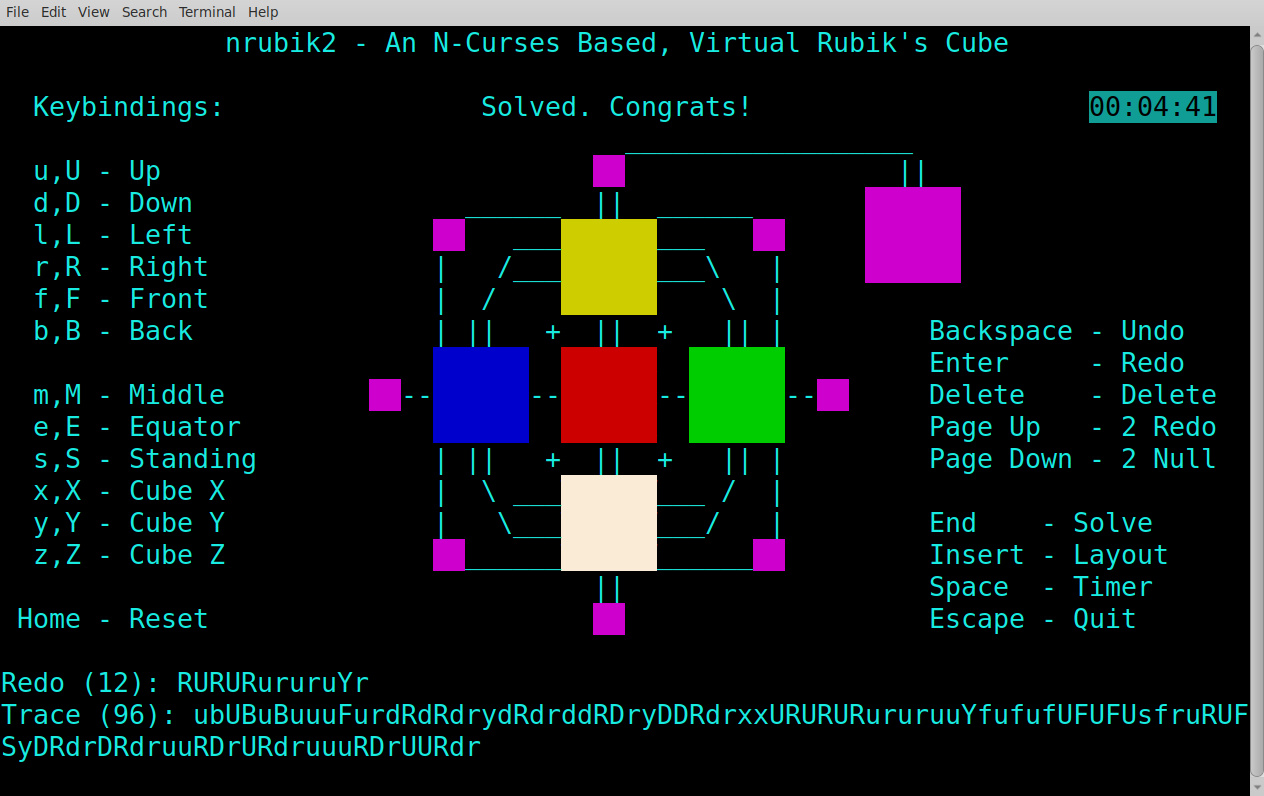 File Edit View Search Terminal Help
nrubik2 - An N-Curses Based, Virtual Rubik's Cube
Keybindings: Solved. Congrats! 00:04:41
u,U - Up
d,D - Down
l,L - Left
r,R - Right
f,F - Front
b,B - Back
m,M - Middle
e,E - Equator
s,S - Standing
x,X - Cube X
y,Y - Cube Y
z,Z - Cube Z
Home - Reset
Backspace - Undo
Enter - Redo
Delete - Delete
Page Up - 2 Redo
Page Down - 2 Null
End - Solve
Insert - Layout
Space - Timer
Escape - Quit
Redo (12): RURURururuYr
Trace (96): ubUBuBuuuFurdRdRdrydRdrddRDryDDRdrxxURURURururuuYfufufUFUFUsfruRUF
SyDRdrDRdruuRDrURdruuuRDrUURdr